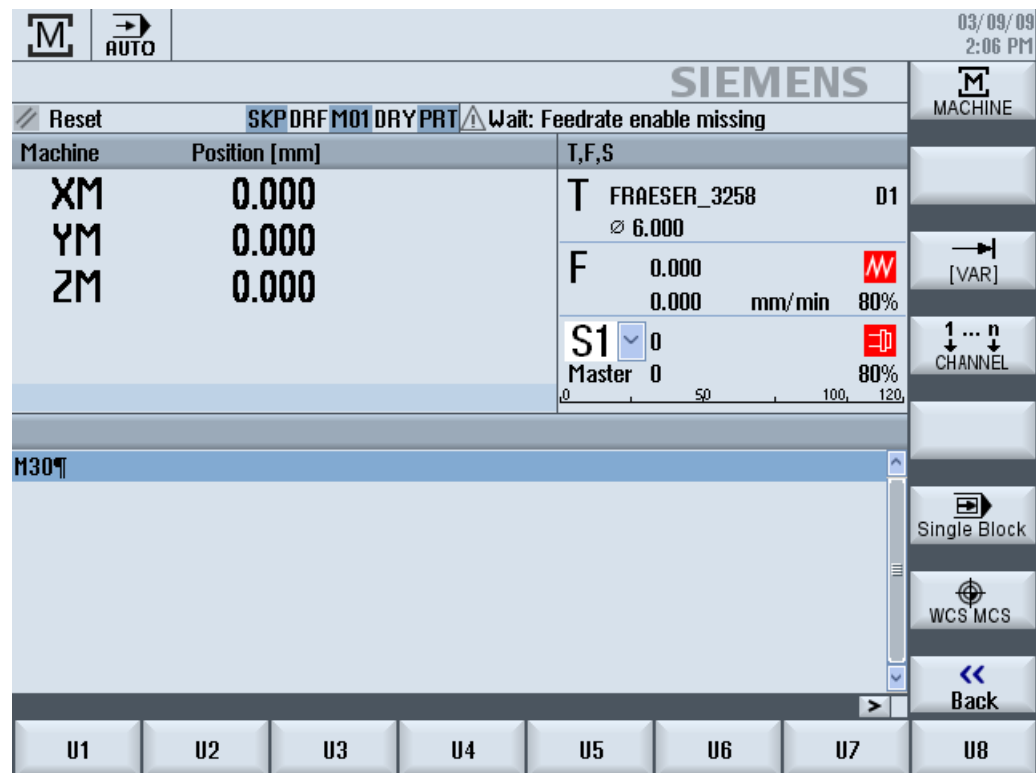 M
AUTO
03/09/09
2:06 PM
SIEMENS
Reset SKP DRF M01 DRY PRT Wait: Feedrate enable missing
Machine Position [mm]
XM 0.000
YM 0.000
ZM 0.000
T,F,S
T FRAESER_3258 D1
⌀ 6.000
F 0.000
0.000 mm/min 80%
S1 0
Master 0 80%
0 50 100 120
M30¶
M
MACHINE
[VAR]
1 ... n
CHANNEL
Single Block
WCS MCS
<<
Back
>
U1 U2 U3 U4 U5 U6 U7 U8